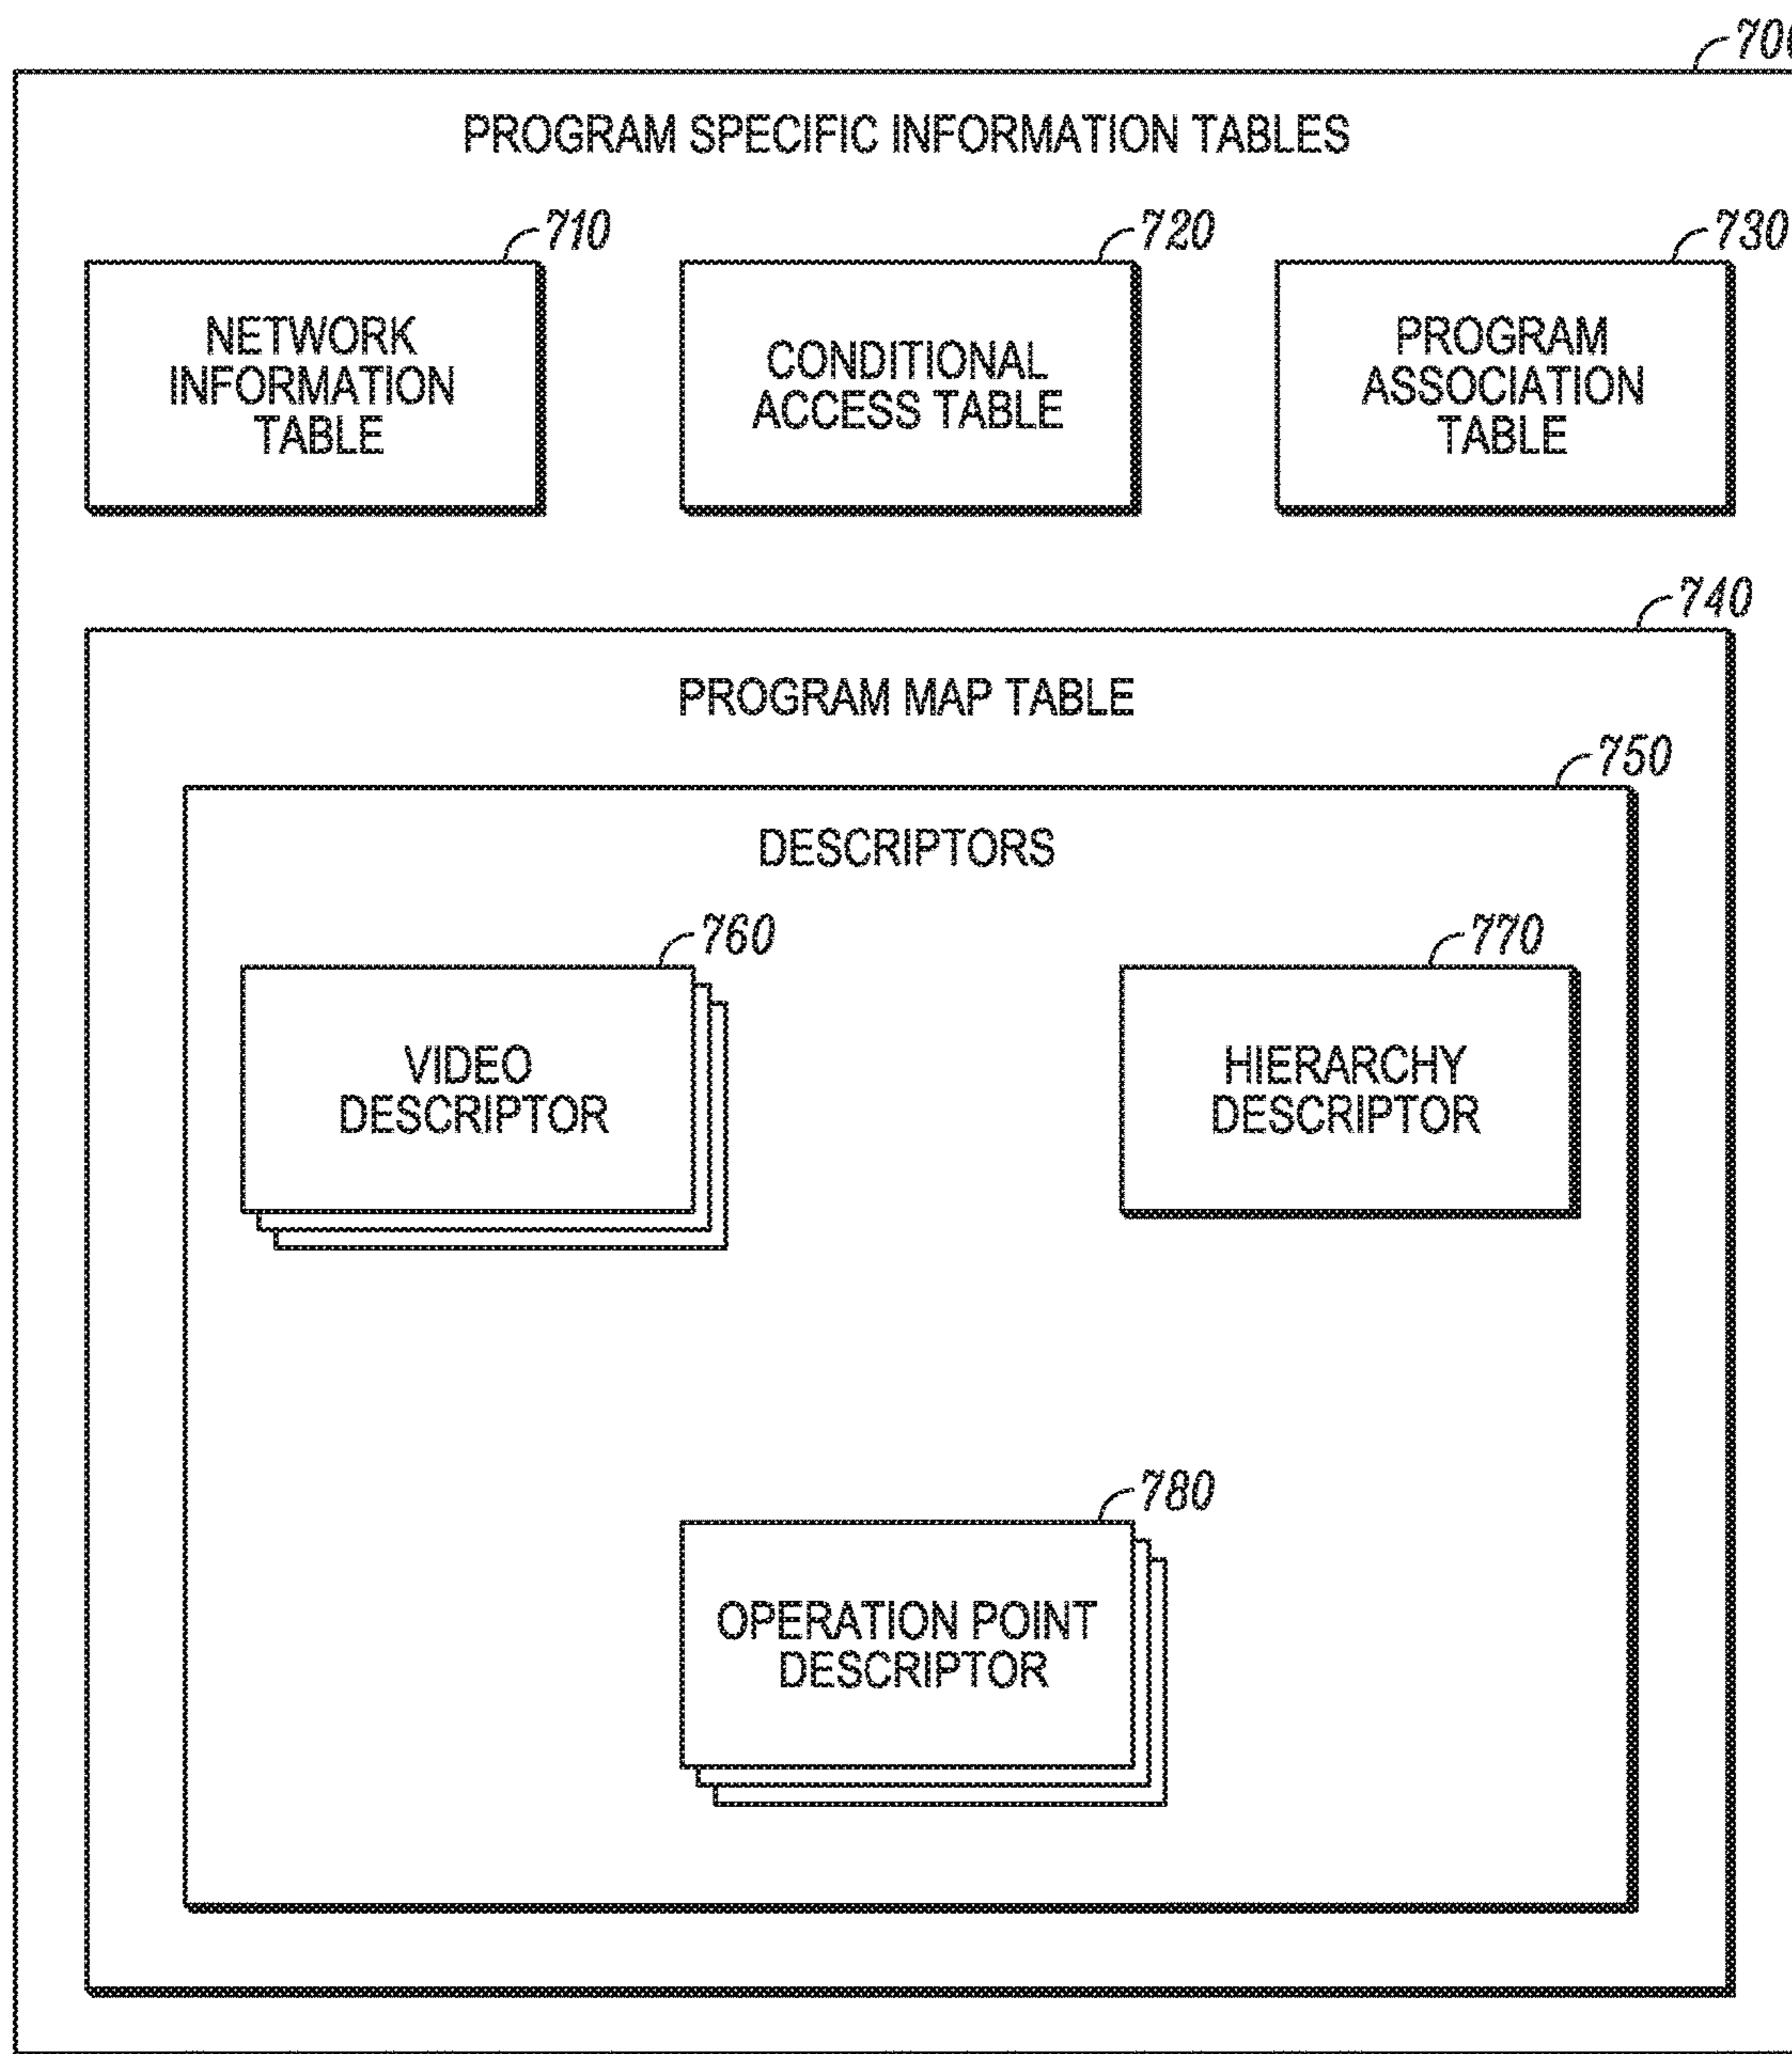 PROGRAM SPECIFIC INFORMATION TABLES
710
720
730
NETWORK
INFORMATION
TABLE
CONDITIONAL
ACCESS TABLE
PROGRAM
ASSOCIATION
TABLE
740
PROGRAM MAP TABLE
750
DESCRIPTORS
760
770
VIDEO
DESCRIPTOR
HIERARCHY
DESCRIPTOR
780
OPERATION POINT
DESCRIPTOR